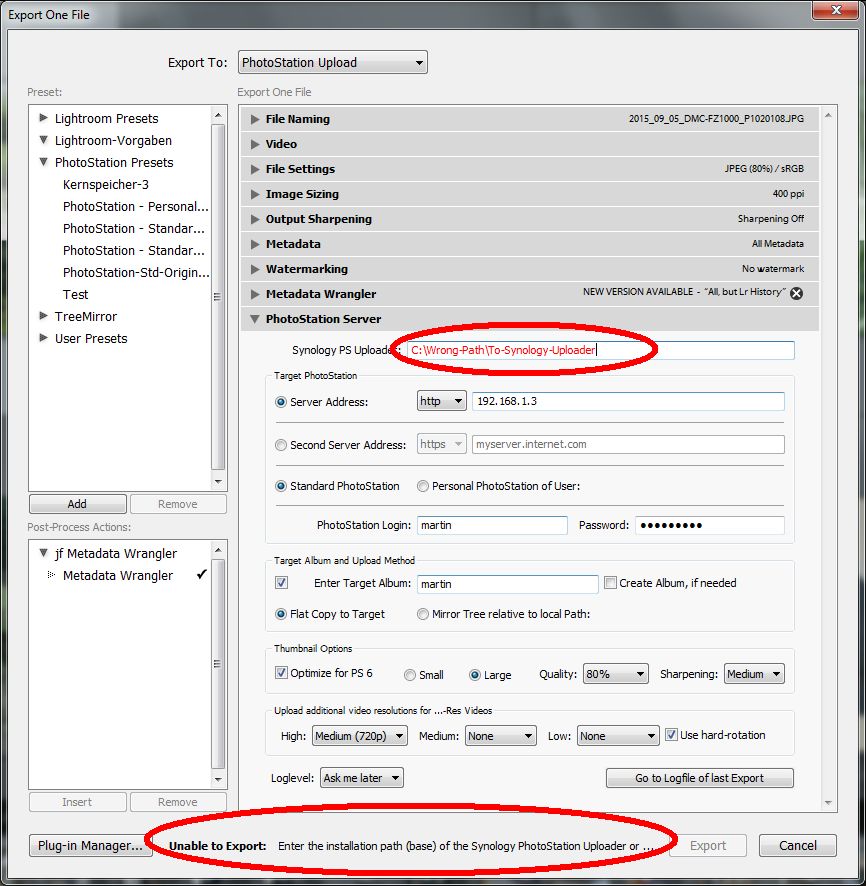 Export One File
Export To: PhotoStation Upload
Preset:
Lightroom Presets
Lightroom-Vorgaben
PhotoStation Presets
Kernspeicher-3
PhotoStation - Personal...
PhotoStation - Standar...
PhotoStation - Standar...
PhotoStation-Std-Origin...
Test
TreeMirror
User Presets
Add Remove
Post-Process Actions:
jf Metadata Wrangler
Metadata Wrangler
Insert Remove
Export One File
File Naming 2015_09_05_DMC-FZ1000_P1020108.JPG
Video
File Settings JPEG (80%) / sRGB
Image Sizing 400 ppi
Output Sharpening Sharpening Off
Metadata All Metadata
Watermarking No watermark
Metadata Wrangler NEW VERSION AVAILABLE - "All, but Lr History"
PhotoStation Server
Synology PS Uploader: C:\Wrong-Path\To-Synology-Uploader
Target PhotoStation
Server Address: http 192.168.1.3
Second Server Address: https myserver.internet.com
Standard PhotoStation Personal PhotoStation of User:
PhotoStation Login: martin Password: ●●●●●●●●●
Target Album and Upload Method
Enter Target Album: martin Create Album, if needed
Flat Copy to Target Mirror Tree relative to local Path:
Thumbnail Options
Optimize for PS 6 Small Large Quality: 80% Sharpening: Medium
Upload additional video resolutions for ...-Res Videos
High: Medium (720p) Medium: None Low: None Use hard-rotation
Loglevel: Ask me later Go to Logfile of last Export
Plug-in Manager... Unable to Export: Enter the installation path (base) of the Synology PhotoStation Uploader or ... Export Cancel